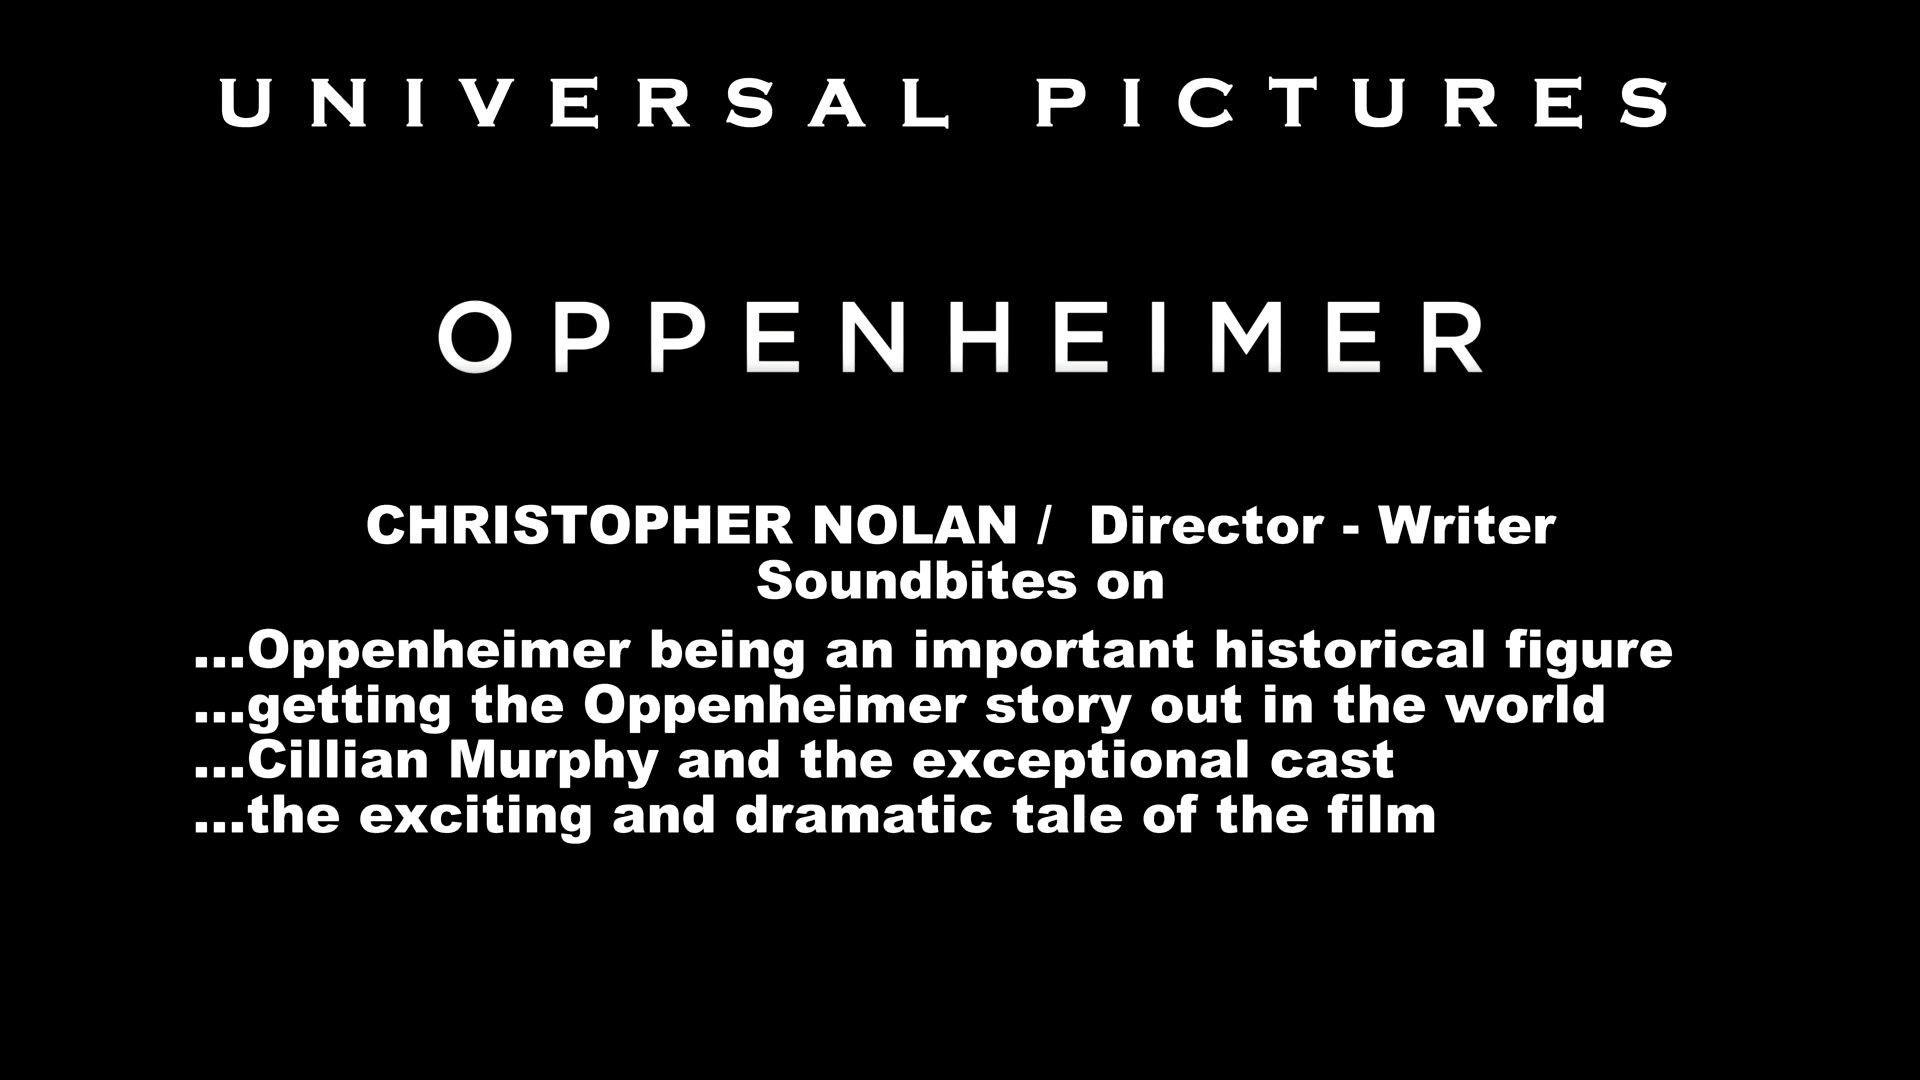 UNIVERSAL PICTURES
OPPENHEIMER
CHRISTOPHER NOLAN /  Director - Writer
Soundbites on
...Oppenheimer being an important historical figure
...getting the Oppenheimer story out in the world
...Cillian Murphy and the exceptional cast
...the exciting and dramatic tale of the film